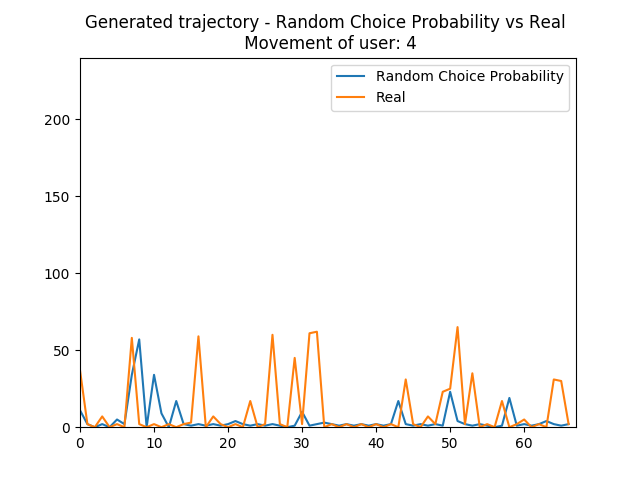 Generated trajectory - Random Choice Probability vs Real
Movement of user: 4
Random Choice Probability
Real
200
150
100
50
0
0 10 20 30 40 50 60